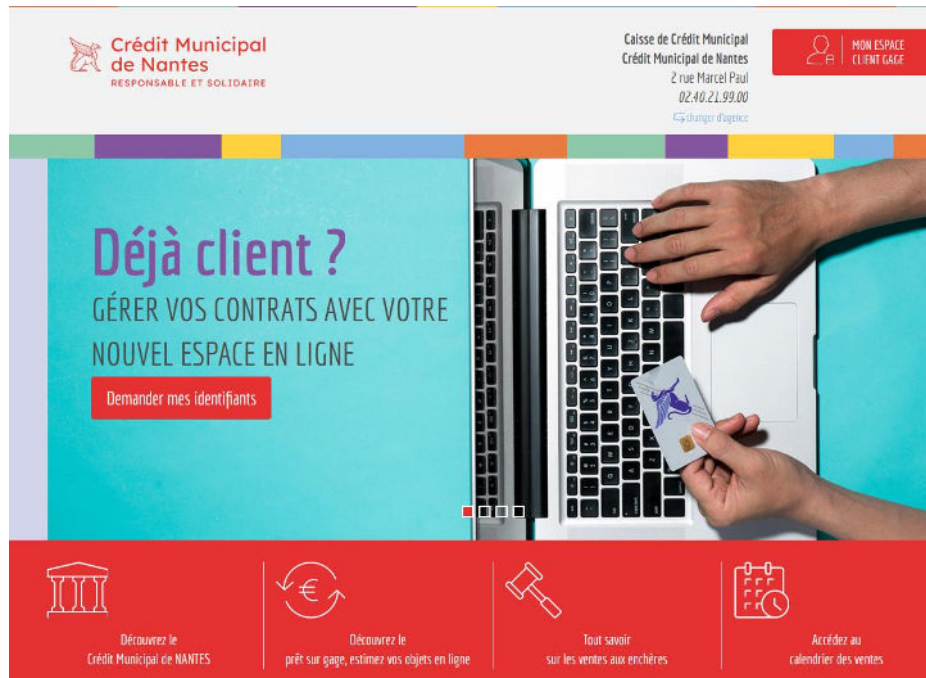 Crédit Municipal
de Nantes
RESPONSABLE ET SOLIDAIRE
Caisse de Crédit Municipal
Crédit Municipal de Nantes
2 rue Marcel Paul
02.40.21.99.00
changer d'agence
MON ESPACE
CLIENT GAGE
Déjà client ?
GÉRER VOS CONTRATS AVEC VOTRE
NOUVEL ESPACE EN LIGNE
Demander mes identifiants
Découvrez le
Crédit Municipal de NANTES
Découvrez le
prêt sur gage, estimez vos objets en ligne
Tout savoir
sur les ventes aux enchères
Accédez au
calendrier des ventes